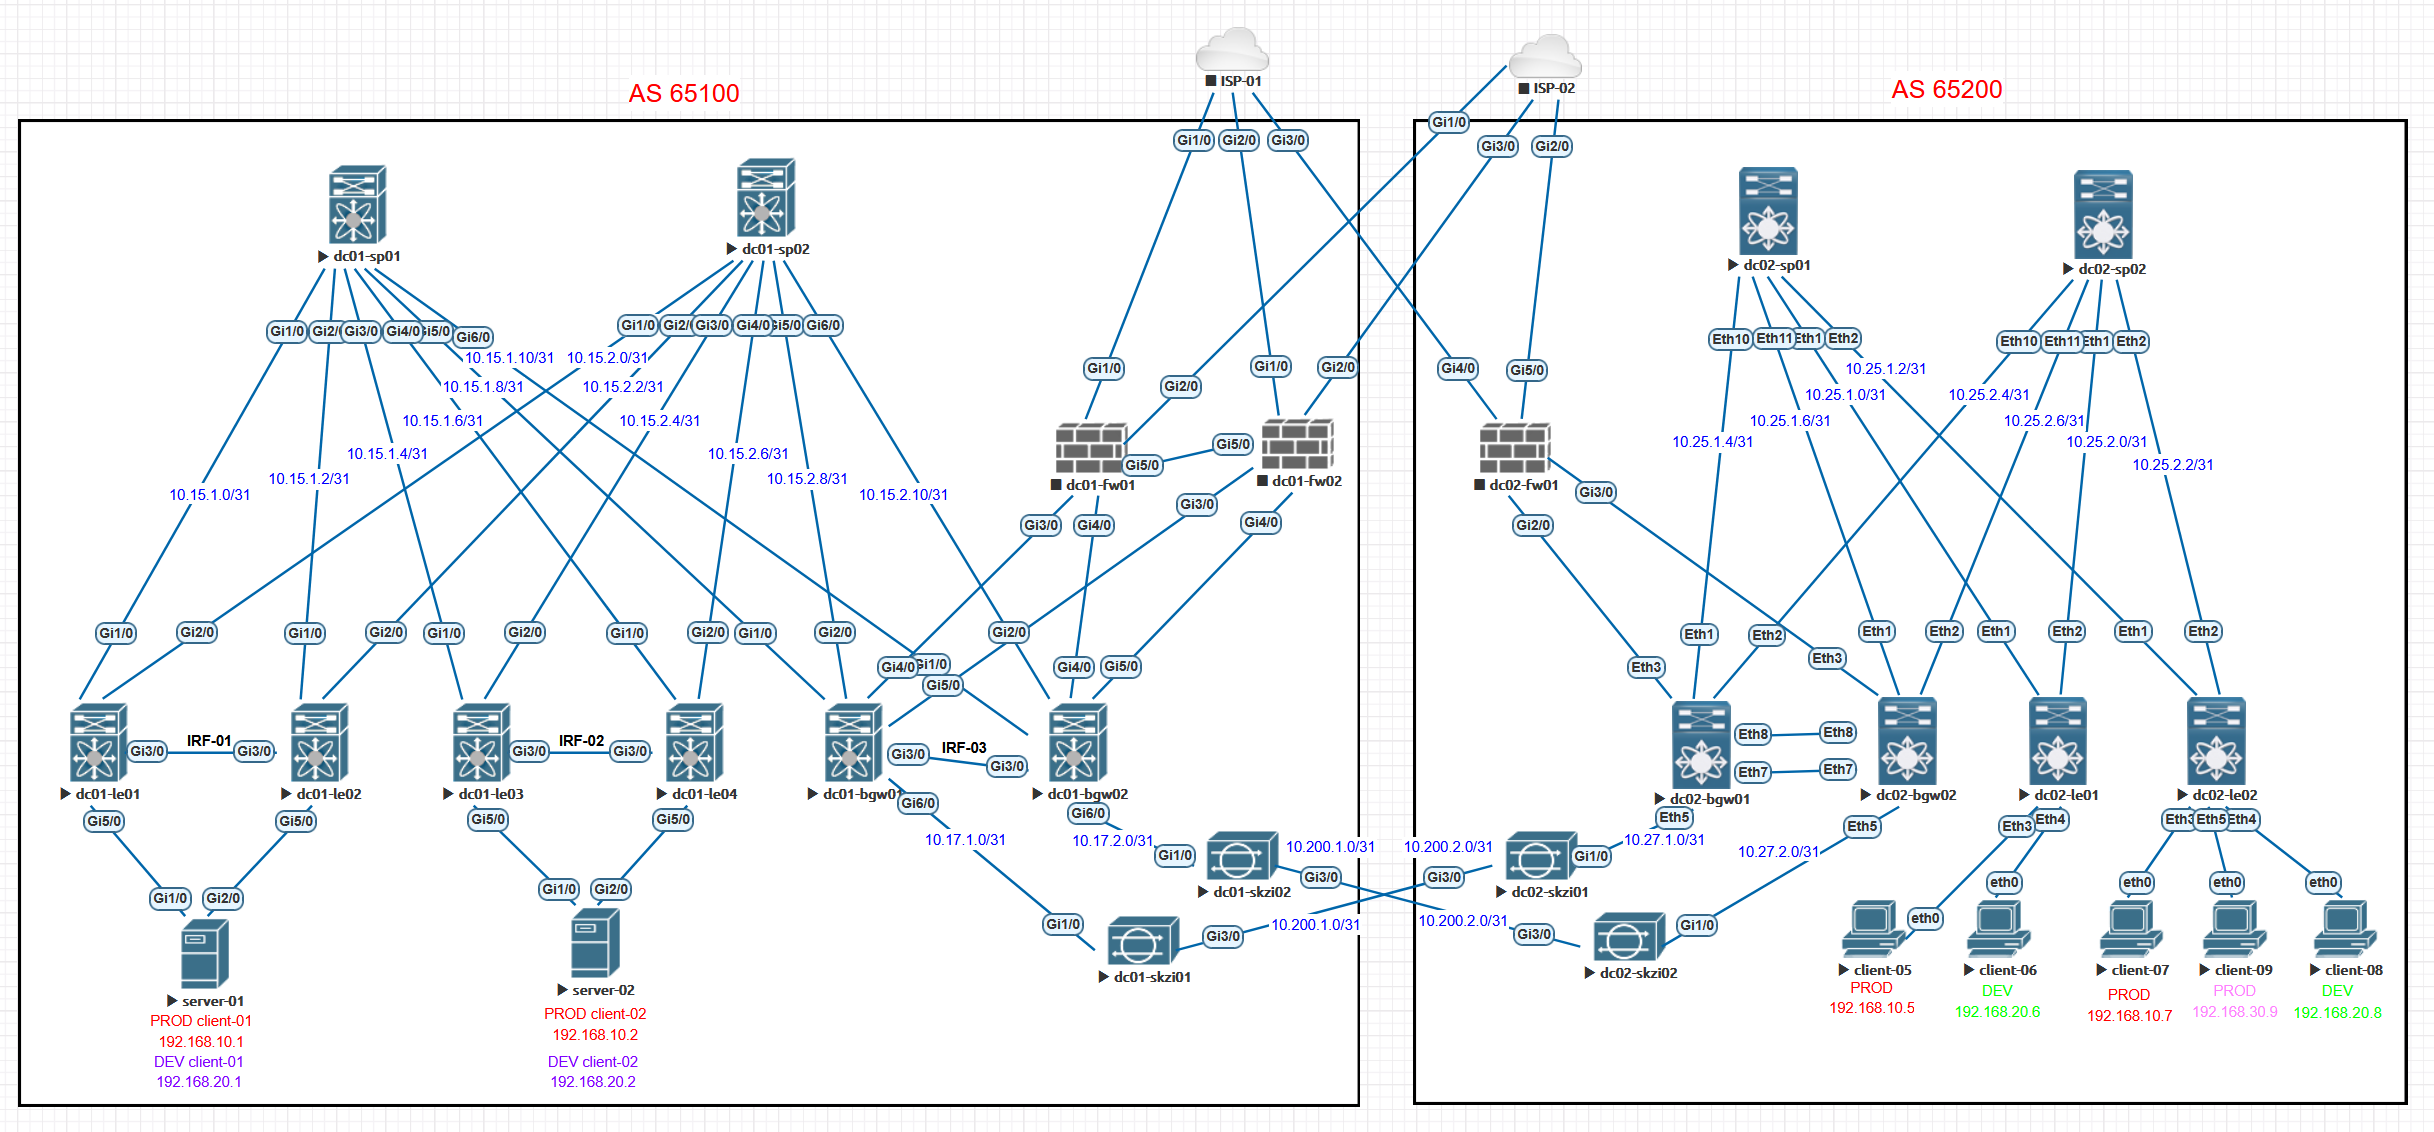 ISP-01
ISP-02
AS 65100
AS 65200
Gi1/0
Gi1/0
Gi2/0
Gi3/0
Gi3/0
Gi2/0
dc01-sp01
dc01-sp02
dc02-sp01
dc02-sp02
Gi1/0
Gi2/0
Gi3/0
Gi4/0
Gi5/0
Gi6/0
Gi1/0
Gi2/0
Gi3/0
Gi4/0
Gi5/0
Gi6/0
Eth10
Eth11
Eth1
Eth2
Eth10
Eth11
Eth1
Eth2
10.15.1.10/31
10.15.2.0/31
Gi1/0
Gi2/0
Gi1/0
Gi2/0
Gi4/0
Gi5/0
10.25.1.2/31
10.15.1.8/31
10.15.2.2/31
10.25.1.0/31
10.25.2.4/31
10.15.1.6/31
10.15.2.4/31
10.25.1.6/31
10.25.2.6/31
10.15.1.4/31
10.15.2.6/31
10.25.1.4/31
10.25.2.0/31
10.15.1.2/31
10.15.2.8/31
10.25.2.2/31
10.15.1.0/31
10.15.2.10/31
Gi5/0
Gi5/0
dc01-fw01
dc01-fw02
dc02-fw01
Gi3/0
Gi4/0
Gi3/0
Gi4/0
Gi2/0
Gi3/0
Gi1/0
Gi2/0
Gi1/0
Gi2/0
Gi1/0
Gi2/0
Gi1/0
Gi2/0
Gi1/0
Gi2/0
Gi2/0
Eth1
Eth2
Eth1
Eth2
Eth1
Eth2
Eth1
Eth2
Gi4/0
Gi1/0
Gi5/0
Gi4/0
Gi5/0
Eth3
Eth3
Gi3/0
IRF-01
Gi3/0
Gi3/0
IRF-02
Gi3/0
Gi3/0
IRF-03
Gi3/0
Eth8
Eth8
Eth7
Eth7
dc01-le01
dc01-le02
dc01-le03
dc01-le04
dc01-bgw01
dc01-bgw02
dc02-bgw01
dc02-bgw02
dc02-le01
dc02-le02
Gi5/0
Gi5/0
Gi5/0
Gi5/0
Gi6/0
Gi6/0
Eth5
Eth5
Eth3
Eth4
Eth3
Eth5
Eth4
10.17.1.0/31
10.17.2.0/31
10.200.1.0/31
10.200.2.0/31
10.27.1.0/31
10.27.2.0/31
Gi1/0
Gi3/0
Gi3/0
Gi1/0
dc01-skzi02
dc02-skzi01
Gi1/0
Gi2/0
Gi1/0
Gi2/0
eth0
eth0
eth0
eth0
eth0
Gi1/0
Gi3/0
10.200.1.0/31
10.200.2.0/31
Gi3/0
Gi1/0
dc01-skzi01
dc02-skzi02
client-05
client-06
client-07
client-09
client-08
PROD
192.168.10.5
DEV
192.168.20.6
PROD
192.168.10.7
PROD
192.168.30.9
DEV
192.168.20.8
server-01
PROD client-01
192.168.10.1
DEV client-01
192.168.20.1
server-02
PROD client-02
192.168.10.2
DEV client-02
192.168.20.2